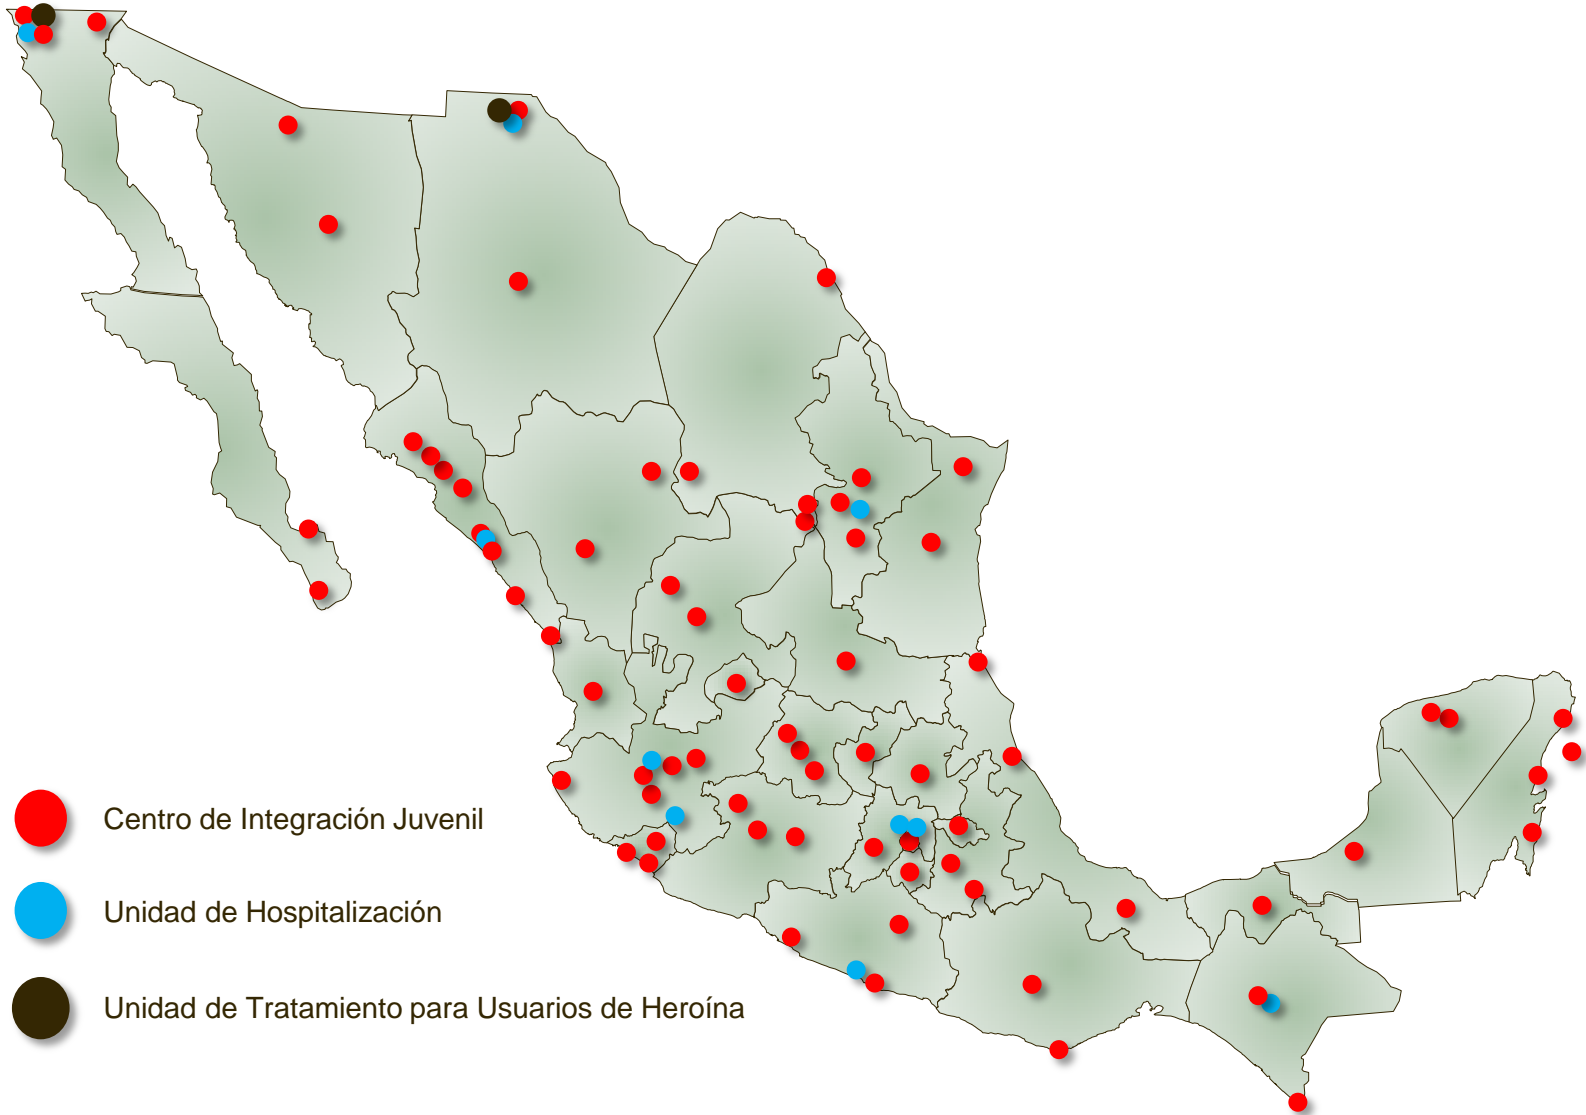 Centro de Integración Juvenil
Unidad de Hospitalización
Unidad de Tratamiento para Usuarios de Heroína